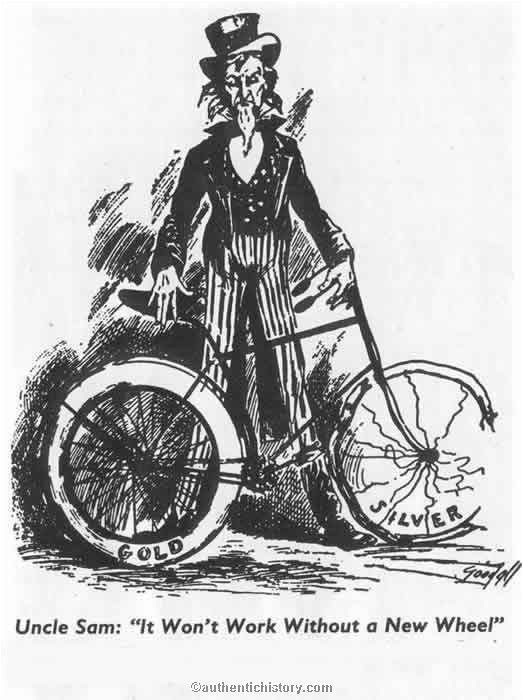 GOLD
SILVER
Uncle Sam: "It Won't Work Without a New Wheel"
©authentichistory.com